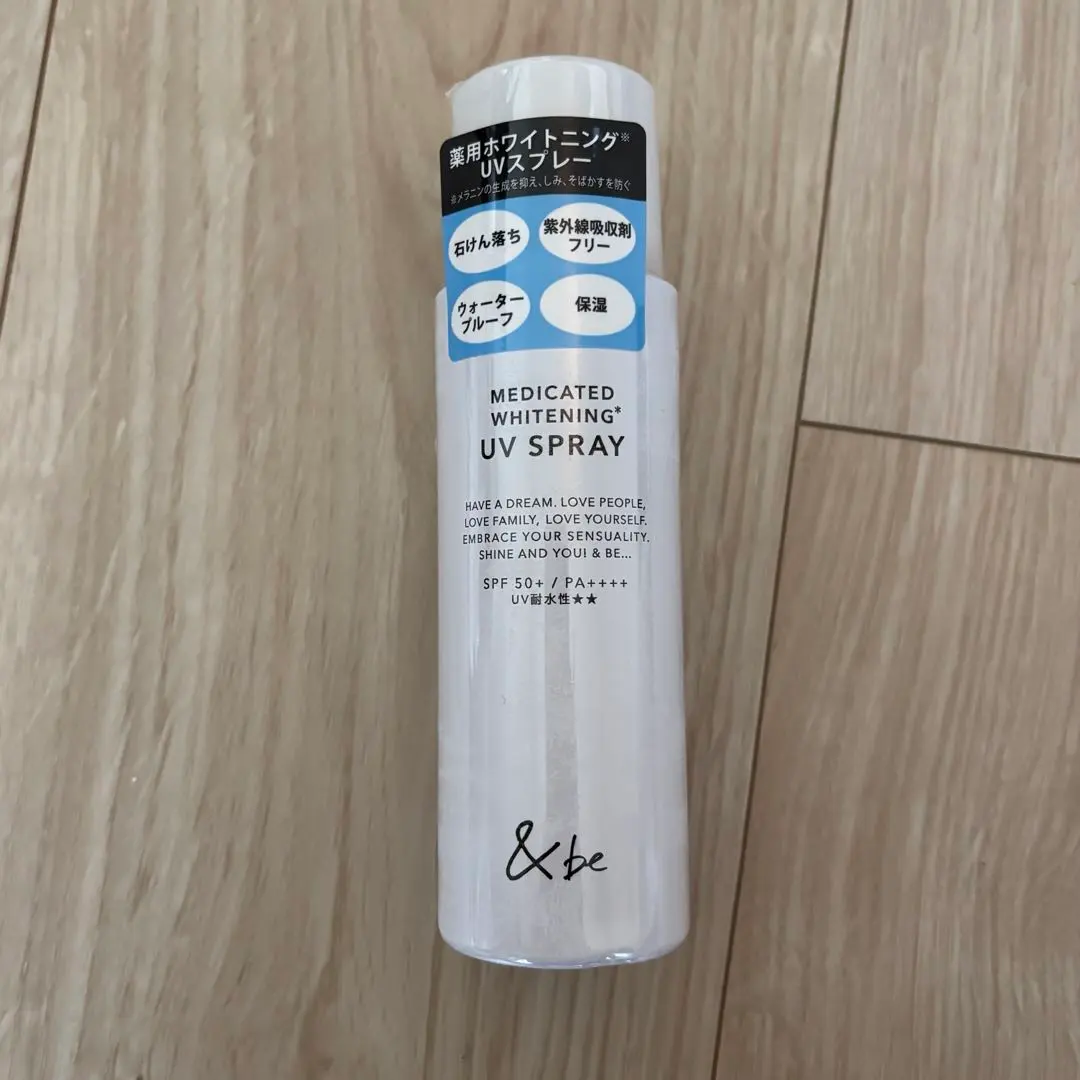 薬用ホワイトニング※
UVスプレー
※メラニンの生成を抑え、しみ、そばかすを防ぐ
石けん落ち
紫外線吸収剤
フリー
ウォーター
プルーフ
保湿
MEDICATED
WHITENING*
UV SPRAY
HAVE A DREAM. LOVE PEOPLE,
LOVE FAMILY, LOVE YOURSELF.
EMBRACE YOUR SENSUALITY.
SHINE AND YOU! & BE...
SPF 50+ / PA++++
UV耐水性★★
&be